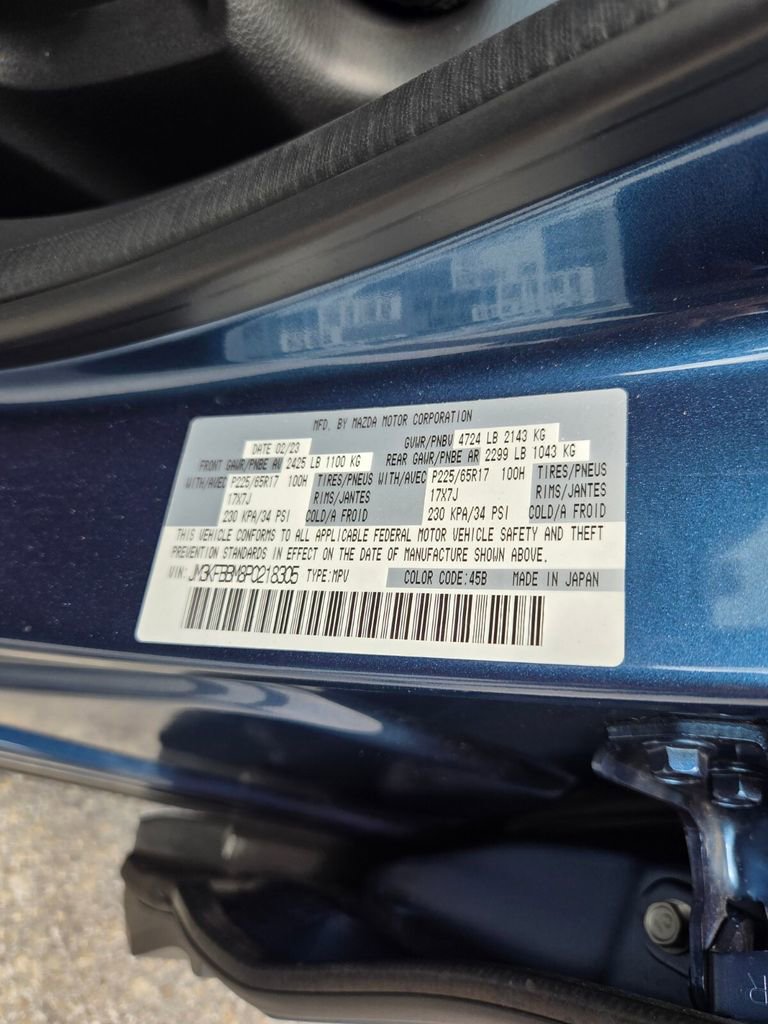 MFD. BY MAZDA MOTOR CORPORATION
DATE 02/23 GVWR/PNBV 4724 LB 2143 KG
FRONT GAWR/PNBE AV 2425 LB 1100 KG REAR GAWR/PNBE AR 2299 LB 1043 KG
WITH/AVEC P225/65R17 100H TIRES/PNEUS WITH/AVEC P225/65R17 100H TIRES/PNEUS
17X7J RIMS/JANTES 17X7J RIMS/JANTES
230 KPA/34 PSI COLD/A FROID 230 KPA/34 PSI COLD/A FROID
THIS VEHICLE CONFORMS TO ALL APPLICABLE FEDERAL MOTOR VEHICLE SAFETY AND THEFT
PREVENTION STANDARDS IN EFFECT ON THE DATE OF MANUFACTURE SHOWN ABOVE.
VIN: JM3KFBBM8P0218305 TYPE:MPV COLOR CODE:45B MADE IN JAPAN
R